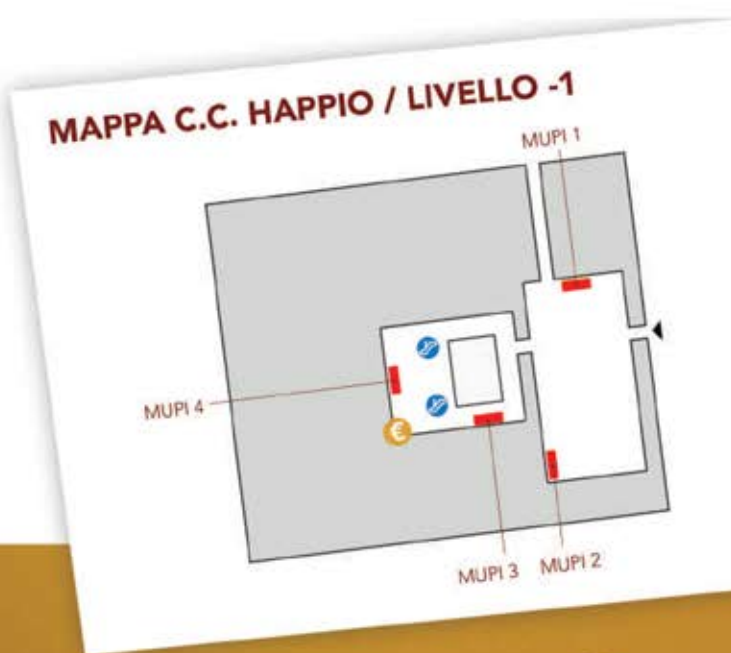 MAPPA C.C. HAPPIO / LIVELLO -1
MUPI 1
MUPI 4
€
MUPI 3
MUPI 2